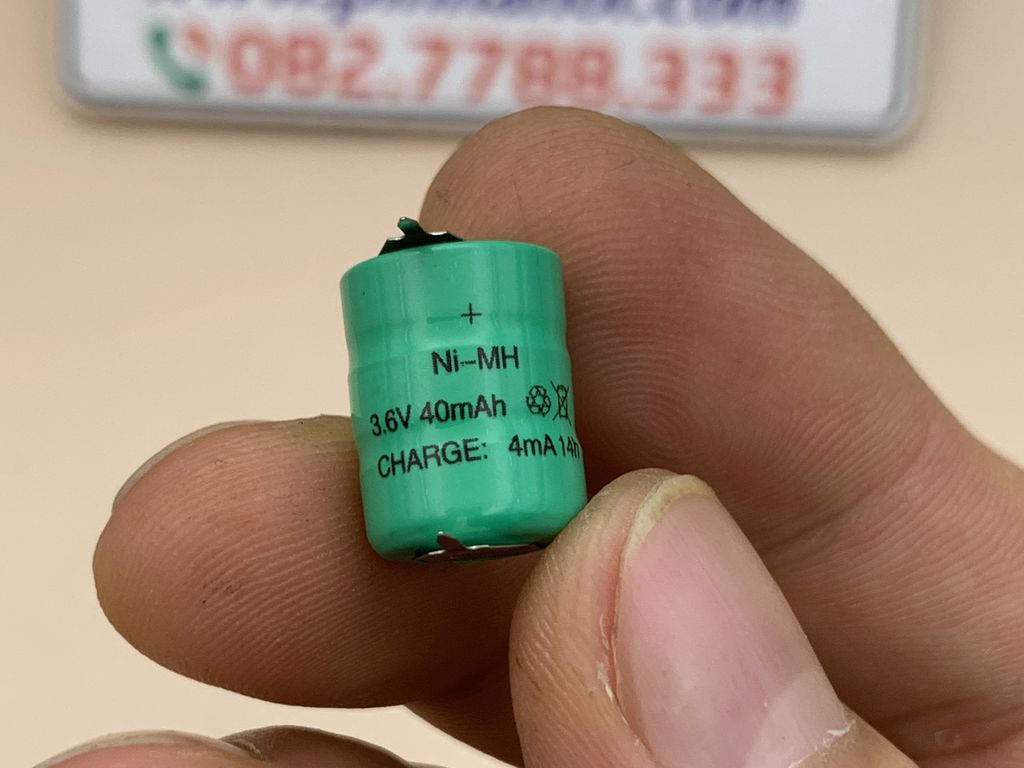 082.7788.333
+
Ni-MH
3.6V 40mAh
CHARGE: 4mA 14h